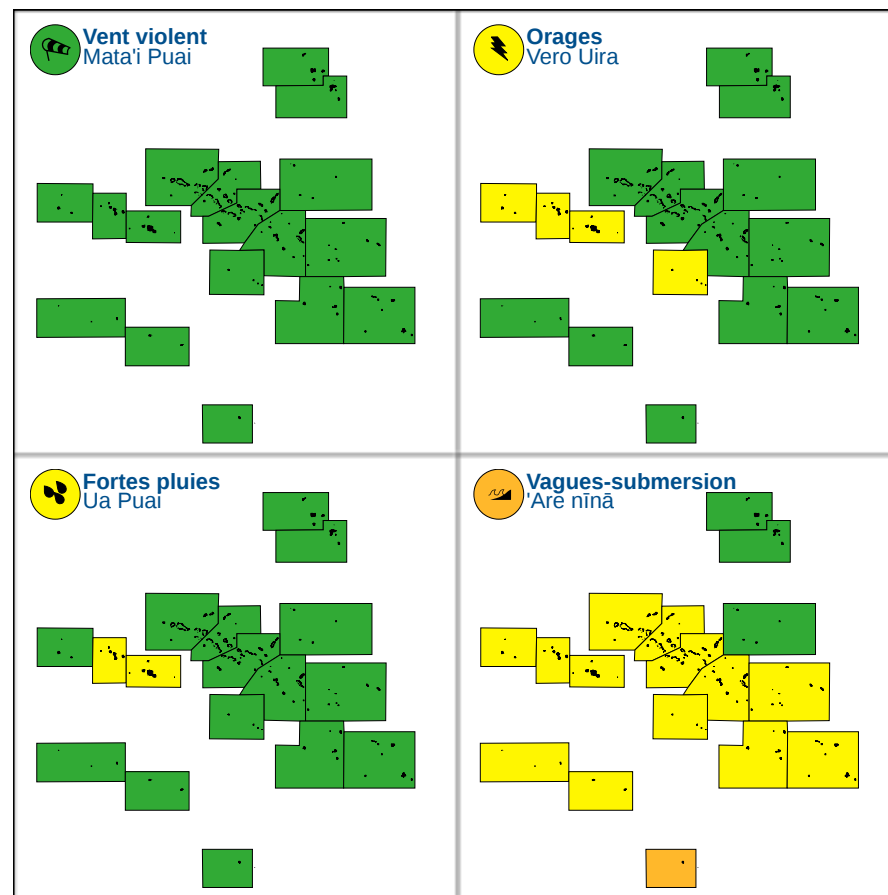 Vent violent
Mata'i Puai
Orages
Vero Uira
Fortes pluies
Ua Puai
Vagues-submersion
'Are nīnā